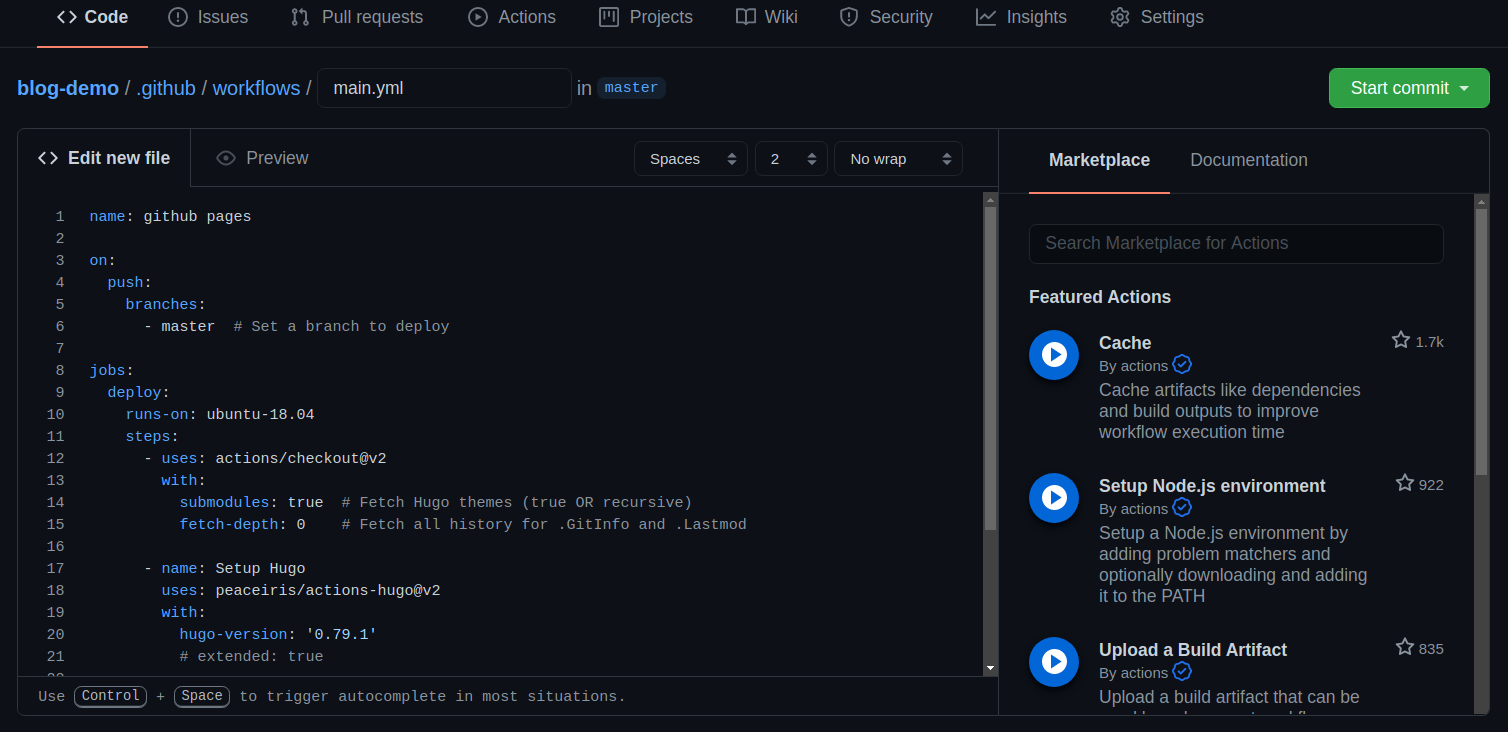 Code Issues Pull requests Actions Projects Wiki Security Insights Settings
blog-demo / .github / workflows / main.yml in master Start commit
Edit new file Preview Spaces 2 No wrap
1 name: github pages
2
3 on:
4 push:
5 branches:
6 - master # Set a branch to deploy
7
8 jobs:
9 deploy:
10 runs-on: ubuntu-18.04
11 steps:
12 - uses: actions/checkout@v2
13 with:
14 submodules: true # Fetch Hugo themes (true OR recursive)
15 fetch-depth: 0 # Fetch all history for .GitInfo and .Lastmod
16
17 - name: Setup Hugo
18 uses: peaceiris/actions-hugo@v2
19 with:
20 hugo-version: '0.79.1'
21 # extended: true
Use Control + Space to trigger autocomplete in most situations.
Marketplace Documentation
Search Marketplace for Actions
Featured Actions
Cache 1.7k
By actions
Cache artifacts like dependencies
and build outputs to improve
workflow execution time
Setup Node.js environment 922
By actions
Setup a Node.js environment by
adding problem matchers and
optionally downloading and adding
it to the PATH
Upload a Build Artifact 835
By actions
Upload a build artifact that can be